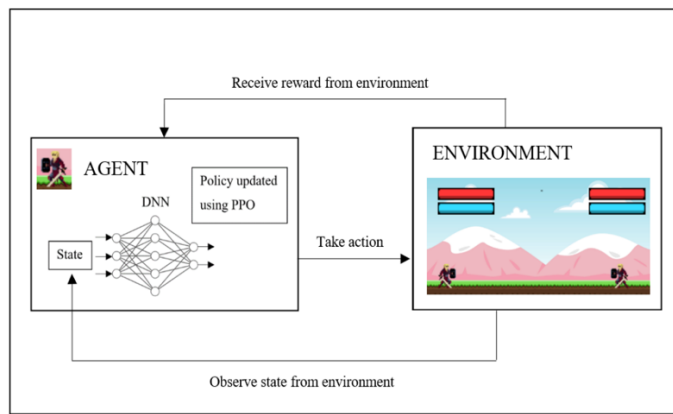 Receive reward from environment
AGENT
ENVIRONMENT
DNN
Policy updated
using PPO
State
Take action
Observe state from environment